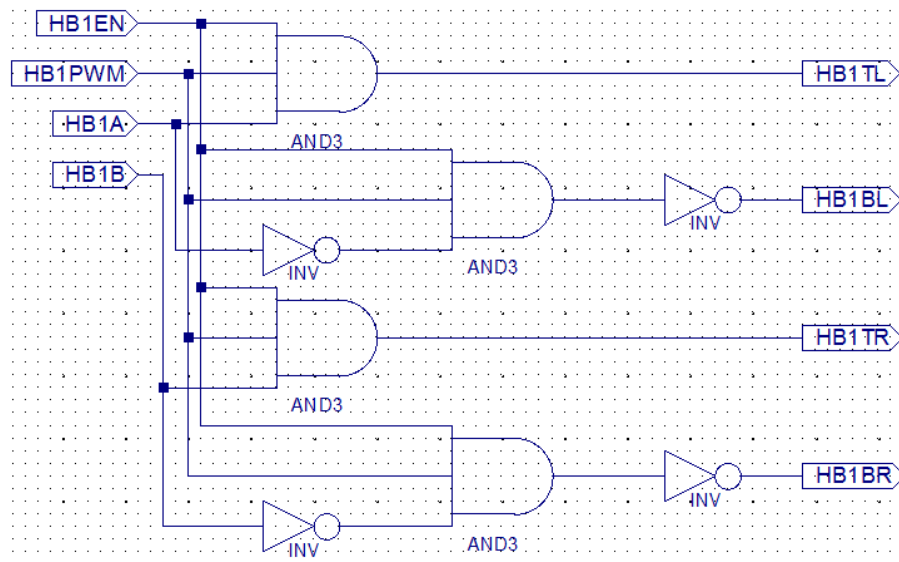 HB1EN
HB1PWM
HB1TL
HB1A
AND3
HB1B
HB1BL
INV
INV
AND3
HB1TR
AND3
HB1BR
INV
INV
AND3